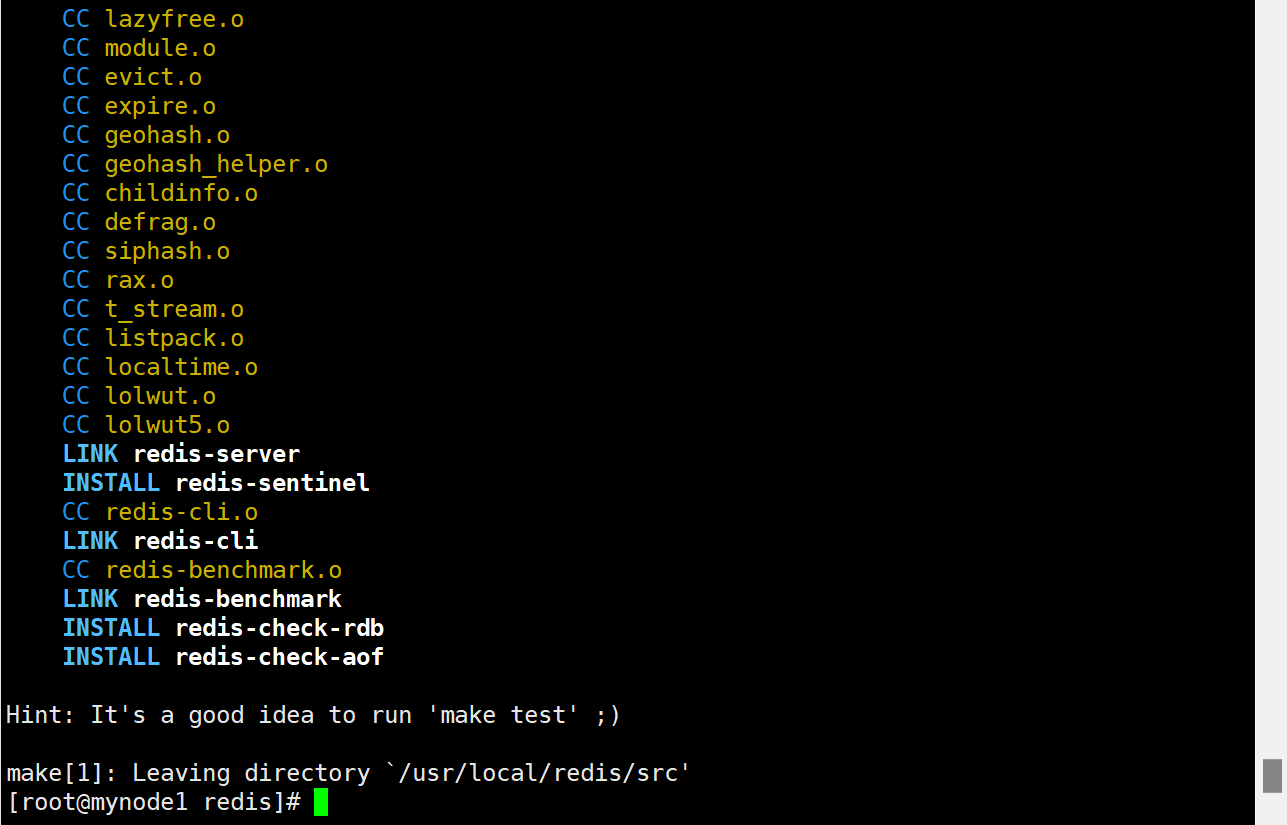 CC lazyfree.o
CC module.o
CC evict.o
CC expire.o
CC geohash.o
CC geohash_helper.o
CC childinfo.o
CC defrag.o
CC siphash.o
CC rax.o
CC t_stream.o
CC listpack.o
CC localtime.o
CC lolwut.o
CC lolwut5.o
LINK redis-server
INSTALL redis-sentinel
CC redis-cli.o
LINK redis-cli
CC redis-benchmark.o
LINK redis-benchmark
INSTALL redis-check-rdb
INSTALL redis-check-aof
Hint: It's a good idea to run 'make test' ;)
make[1]: Leaving directory `/usr/local/redis/src'
[root@mynode1 redis]#